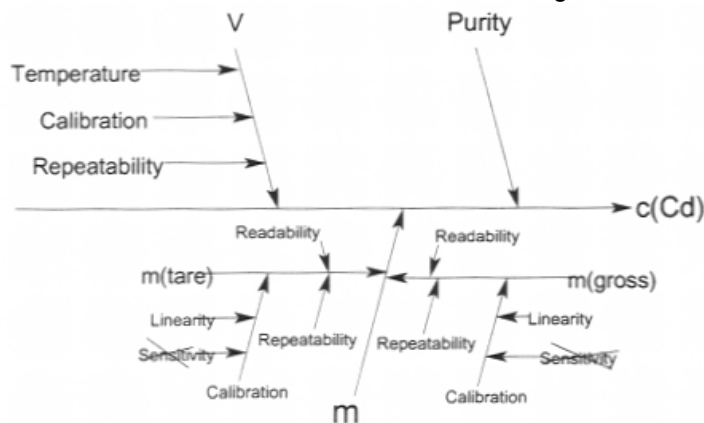 V
Purity
Temperature
Calibration
Repeatability
c(Cd)
Readability
Readability
m(tare)
m(gross)
Linearity
Linearity
Repeatability
Repeatability
Sensitivity
Sensitivity
Calibration
Calibration
m